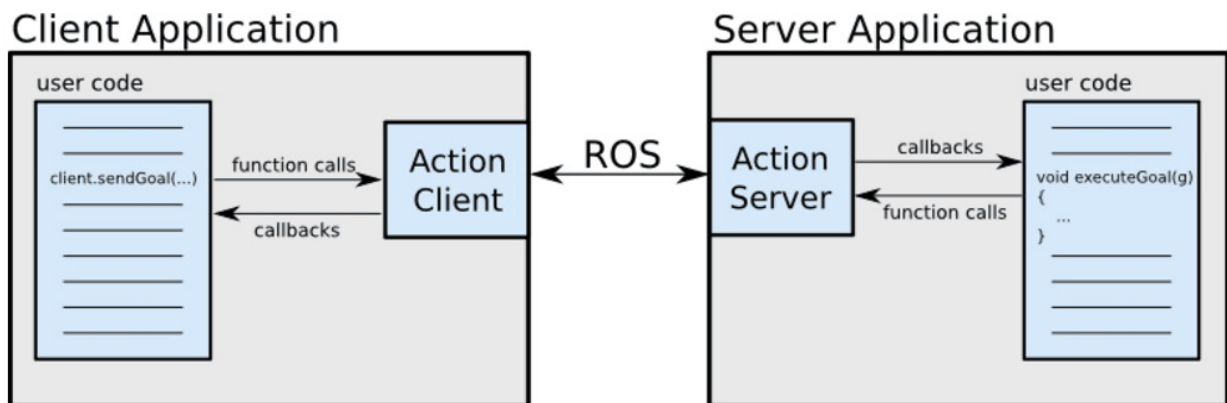 Client Application
user code
client.sendGoal(...)
function calls
callbacks
Action
Client
ROS
Server Application
Action
Server
callbacks
function calls
user code
void executeGoal(g)
{
...
}